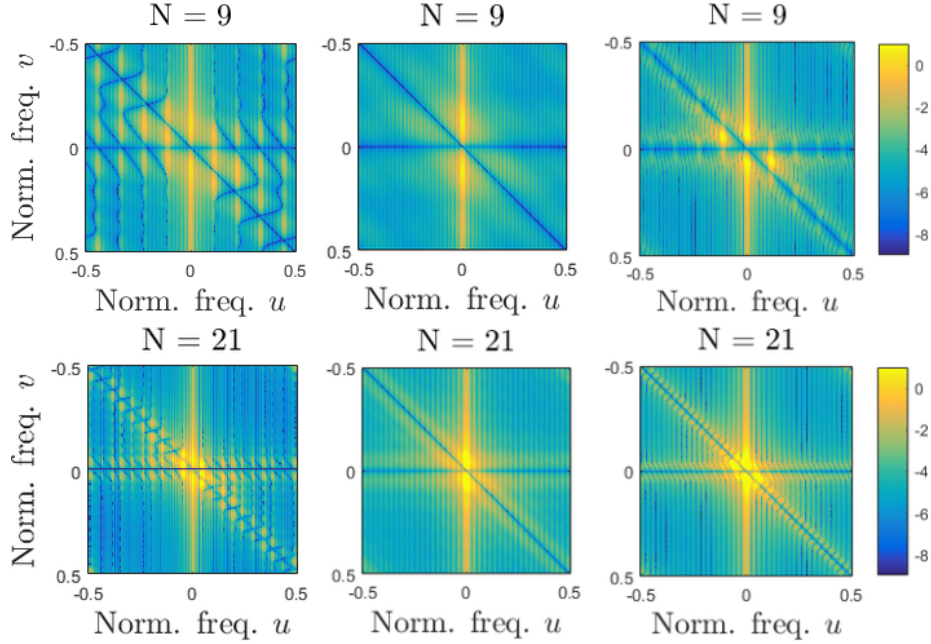 N = 9 N = 9 N = 9
-0.5 -0.5 -0.5 0
-2
Norm. freq. v 0 0 0 -4
-6
-8
0.5 0.5 0.5
-0.5 0 0.5 -0.5 0 0.5 -0.5 0 0.5
Norm. freq. u Norm. freq. u Norm. freq. u
N = 21 N = 21 N = 21
-0.5 -0.5 -0.5 0
-2
Norm. freq. v 0 0 0 -4
-6
-8
0.5 0.5 0.5
-0.5 0 0.5 -0.5 0 0.5 -0.5 0 0.5
Norm. freq. u Norm. freq. u Norm. freq. u